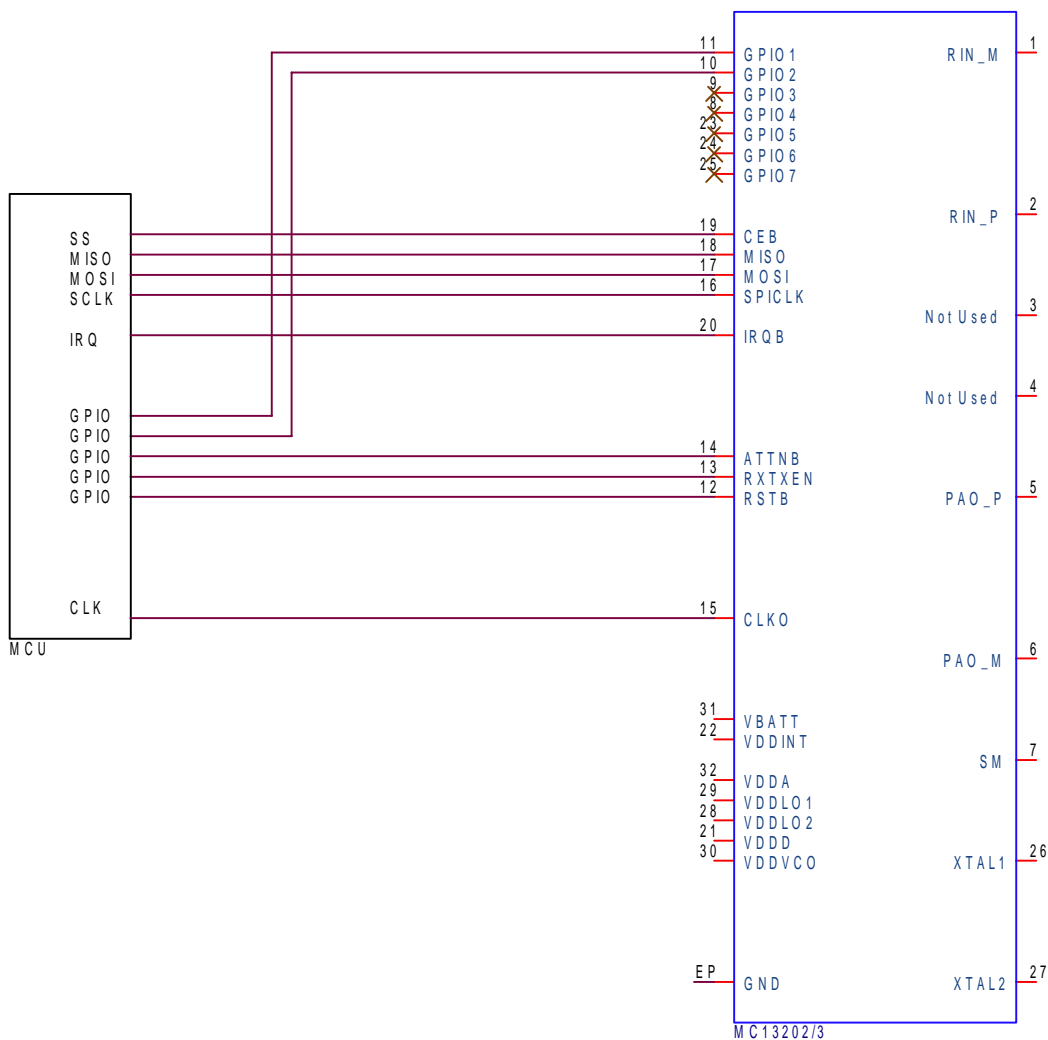 11 GPIO1 RIN_M 1
10 GPIO2
9 GPIO3
8 GPIO4
23 GPIO5
24 GPIO6
25 GPIO7
RIN_P 2
SS 19 CEB
MISO 18 MISO
MOSI 17 MOSI
SCLK 16 SPICLK
Not Used 3
IRQ 20 IRQB
Not Used 4
GPIO
GPIO
GPIO 14 ATTNB
GPIO 13 RXTXEN
GPIO 12 RSTB PAO_P 5
CLK 15 CLKO
MCU
PAO_M 6
31 VBATT
22 VDDINT
SM 7
32 VDDA
29 VDDLO1
28 VDDLO2
21 VDDD
30 VDDVCO XTAL1 26
EP GND XTAL2 27
MC13202/3